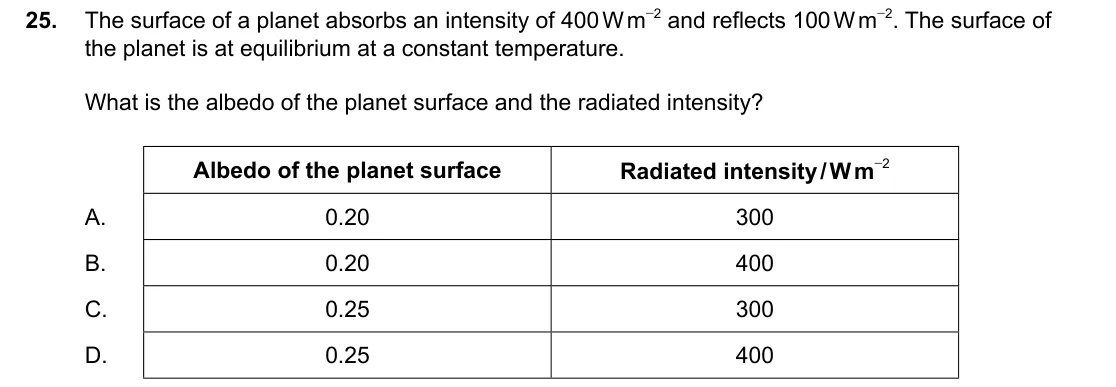 25. The surface of a planet absorbs an intensity of 400 W m⁻² and reflects 100 W m⁻². The surface of
the planet is at equilibrium at a constant temperature.
What is the albedo of the planet surface and the radiated intensity?
Albedo of the planet surface Radiated intensity / W m⁻²
A. 0.20 300
B. 0.20 400
C. 0.25 300
D. 0.25 400